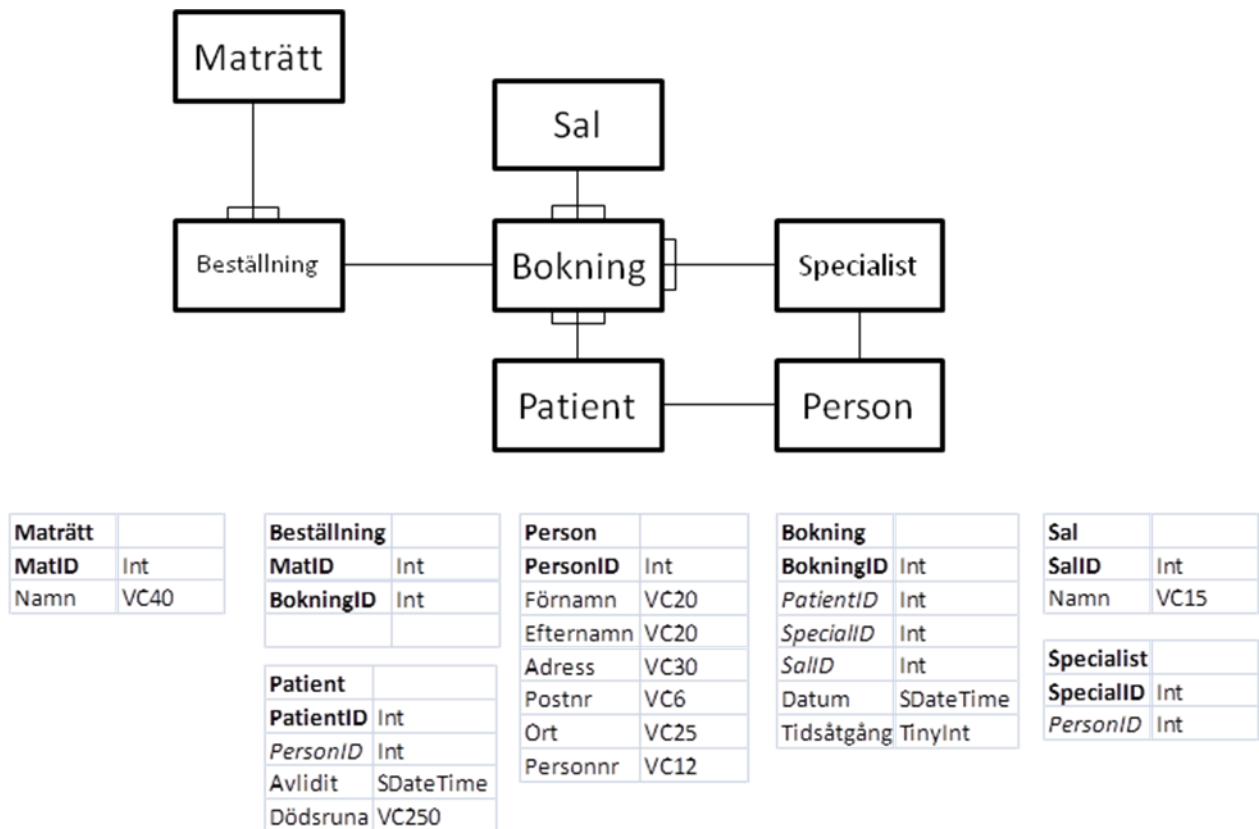 Maträtt
Sal
Beställning
Bokning
Specialist
Patient
Person
Maträtt
MatID Int
Namn VC40
Beställning
MatID Int
BokningID Int
Patient
PatientID Int
PersonID Int
Avlidit SDateTime
Dödsruna VC250
Person
PersonID Int
Förnamn VC20
Efternamn VC20
Adress VC30
Postnr VC6
Ort VC25
Personnr VC12
Bokning
BokningID Int
PatientID Int
SpecialID Int
SalID Int
Datum SDateTime
Tidsåtgång TinyInt
Sal
SalID Int
Namn VC15
Specialist
SpecialID Int
PersonID Int